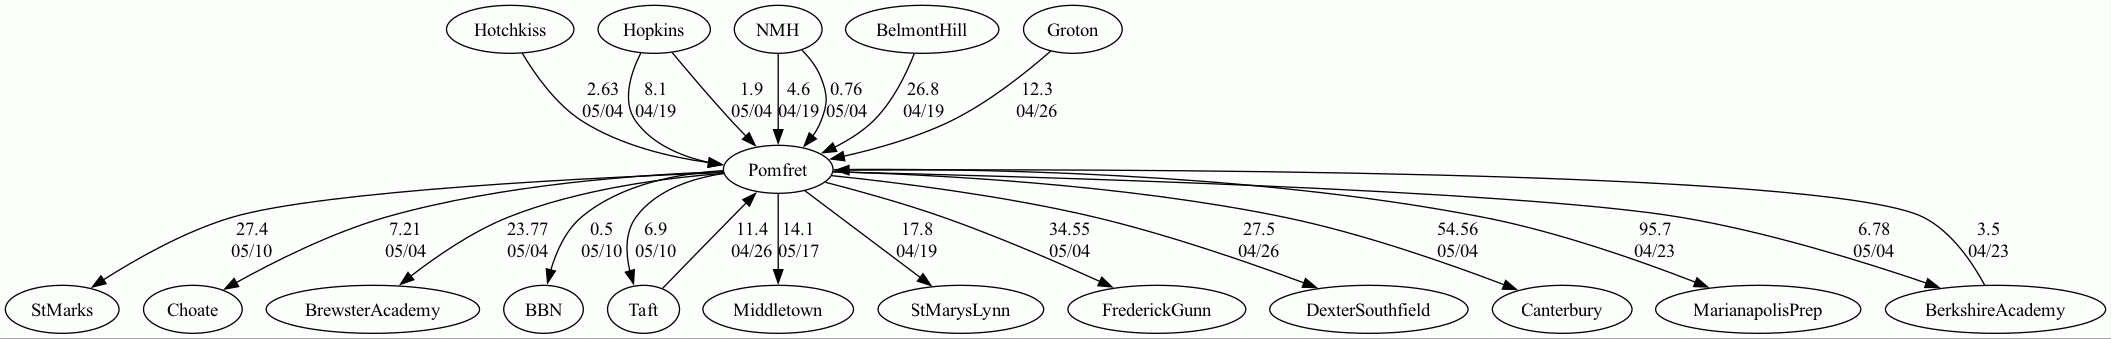 Hotchkiss
Hopkins
NMH
BelmontHill
Groton
2.63
05/04
8.1
04/19
1.9
05/04
4.6
04/19
0.76
05/04
26.8
04/19
12.3
04/26
Pomfret
27.4
05/10
7.21
05/04
23.77
05/04
0.5
05/10
6.9
05/10
11.4
04/26
14.1
05/17
17.8
04/19
34.55
05/04
27.5
04/26
54.56
05/04
95.7
04/23
6.78
05/04
3.5
04/23
StMarks
Choate
BrewsterAcademy
BBN
Taft
Middletown
StMarysLynn
FrederickGunn
DexterSouthfield
Canterbury
MarianapolisPrep
BerkshireAcademy